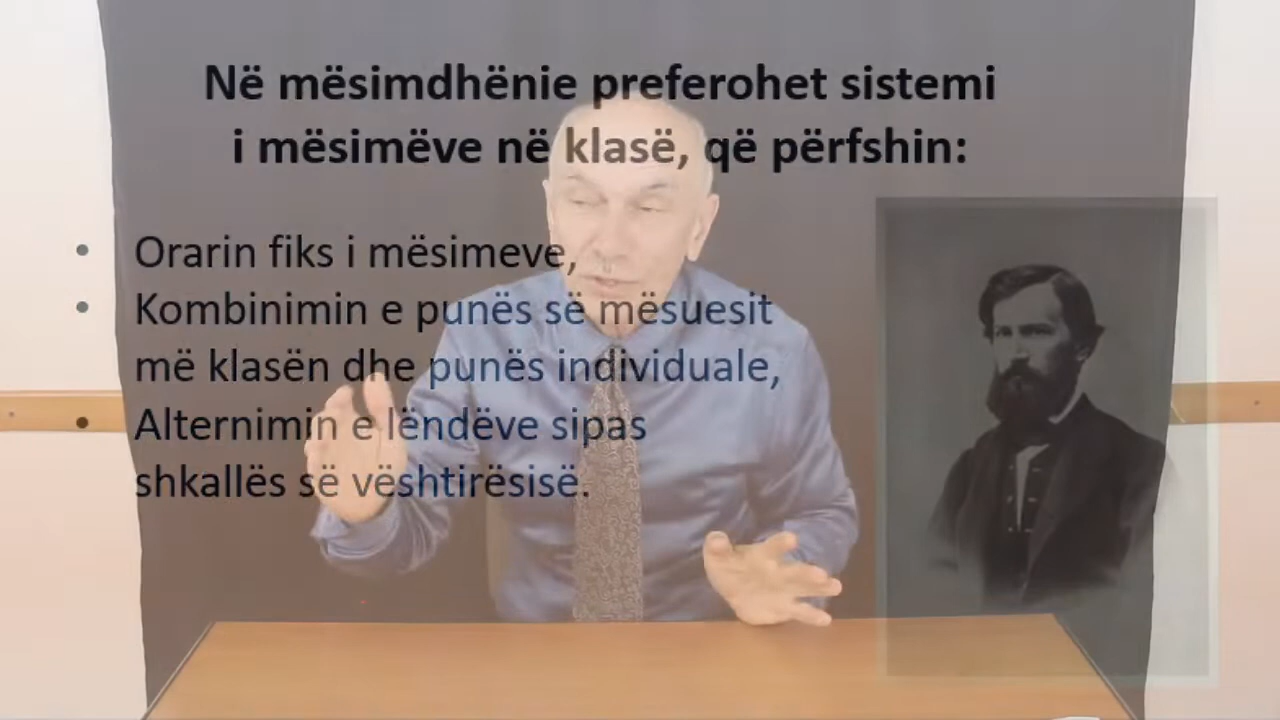 Në mësimdhënie preferohet sistemi
i mësimëve në klasë, që përfshin:
• Orarin fiks i mësimeve,
• Kombinimin e punës së mësuesit
më klasën dhe punës individuale,
• Alternimin e lëndëve sipas
shkallës së vështirësisë.